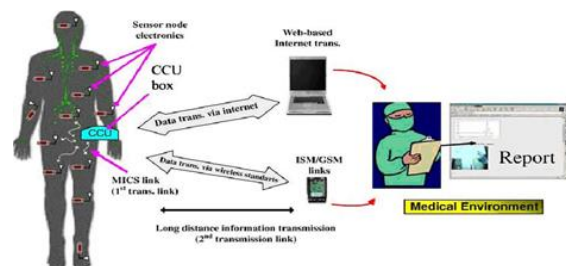 Sensor node
electronics
CCU
box
CCU
MICS link
(1st trans. link)
Web-based
Internet trans.
Data trans. via internet
Data trans. via wireless standards
ISM/GSM
links
Long distance information transmission
(2nd transmission link)
Report
Medical Environment